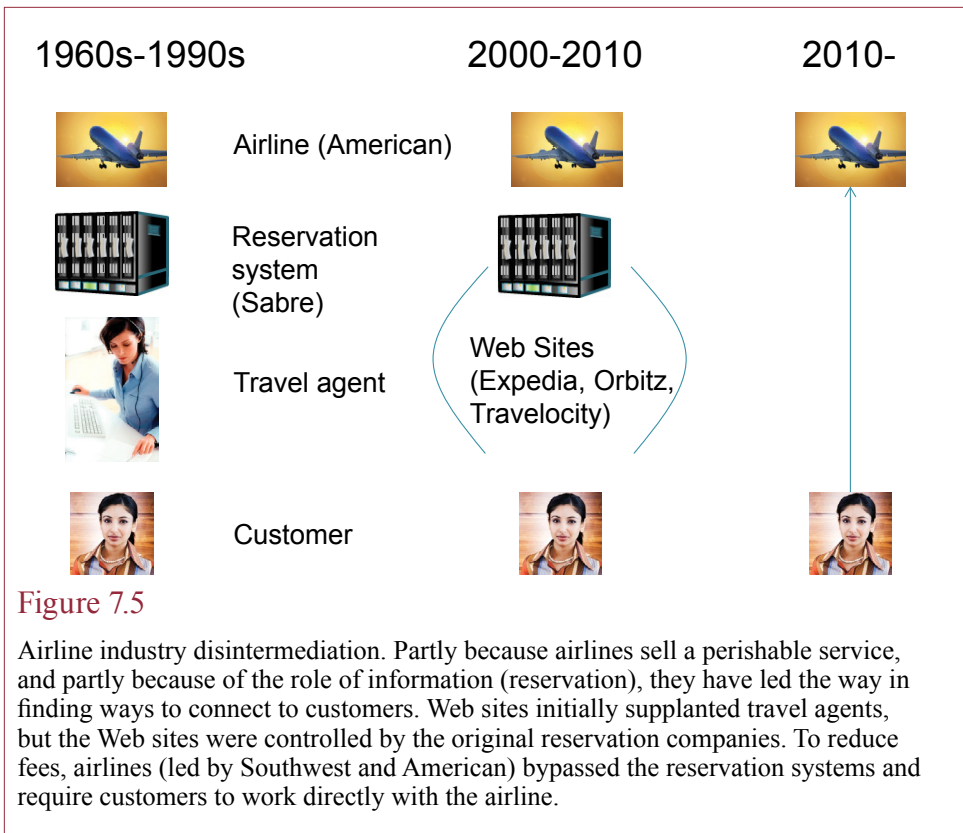 1960s-1990s 2000-2010 2010-
Airline (American)
Reservation
system
(Sabre)
Travel agent
Web Sites
(Expedia, Orbitz,
Travelocity)
Customer
Figure 7.5
Airline industry disintermediation. Partly because airlines sell a perishable service,
and partly because of the role of information (reservation), they have led the way in
finding ways to connect to customers. Web sites initially supplanted travel agents,
but the Web sites were controlled by the original reservation companies. To reduce
fees, airlines (led by Southwest and American) bypassed the reservation systems and
require customers to work directly with the airline.